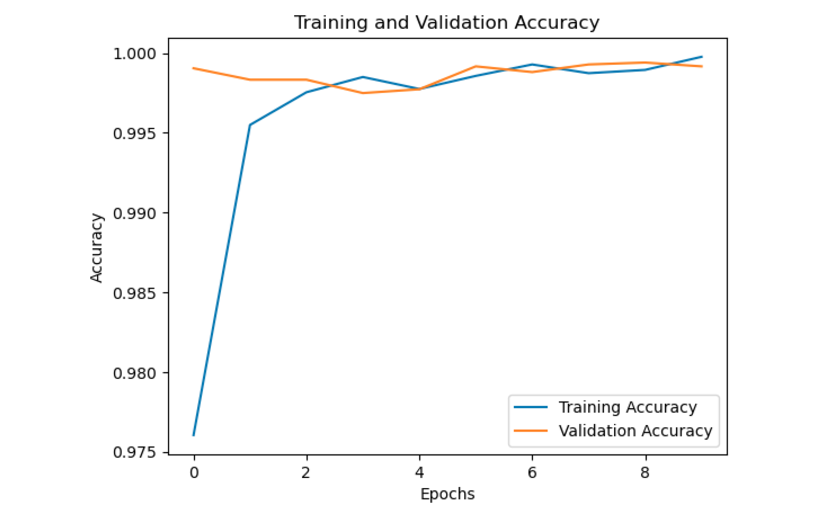 Training and Validation Accuracy
1.000
0.995
0.990
0.985
0.980
0.975
Accuracy
0 2 4 6 8
Epochs
Training Accuracy
Validation Accuracy